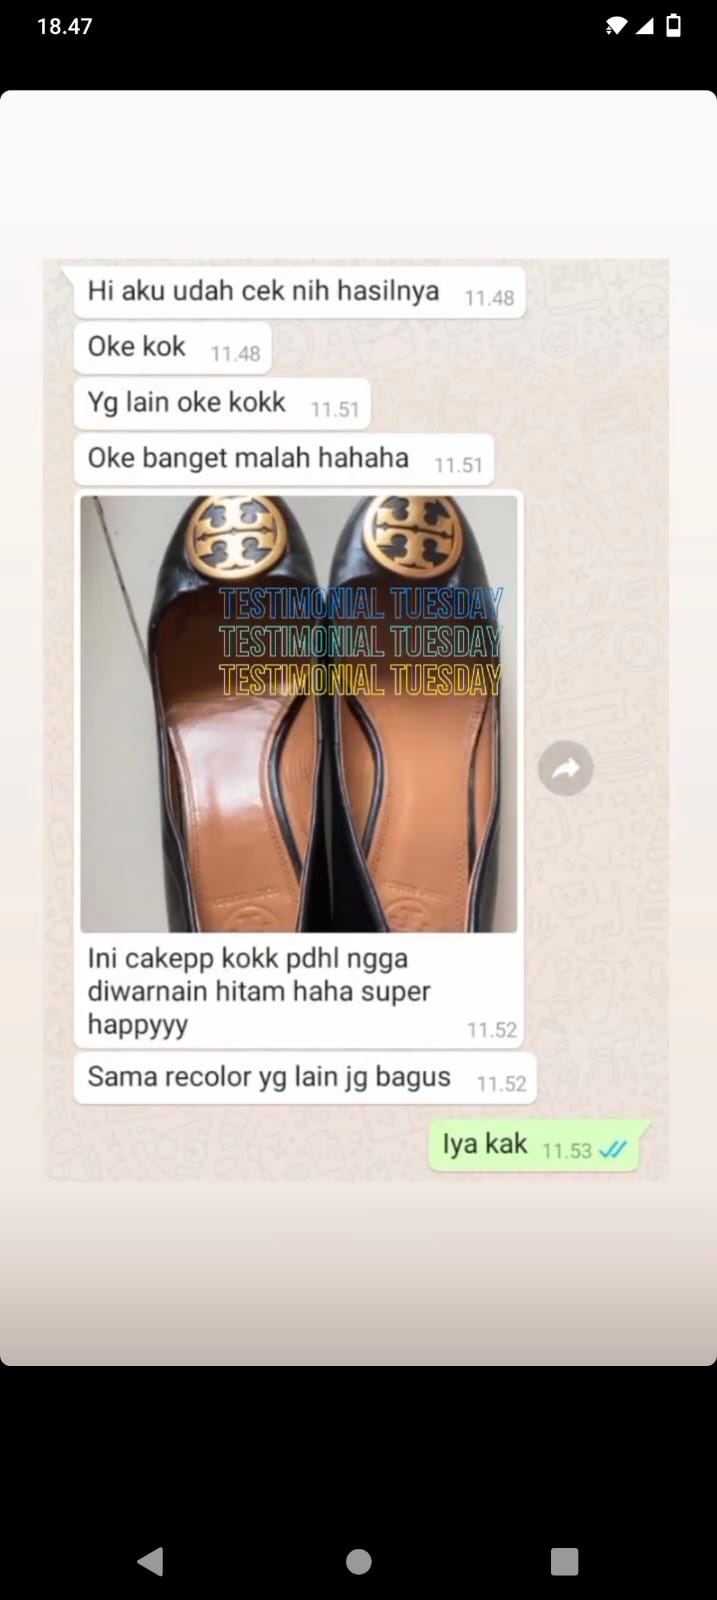 18.47
Hi aku udah cek nih hasilnya 11.48
Oke kok 11.48
Yg lain oke kokk 11.51
Oke banget malah hahaha 11.51
TESTIMONIAL TUESDAY
TESTIMONIAL TUESDAY
TESTIMONIAL TUESDAY
Ini cakepp kokk pdhl ngga
diwarnain hitam haha super
happyyy 11.52
Sama recolor yg lain jg bagus 11.52
Iya kak 11.53